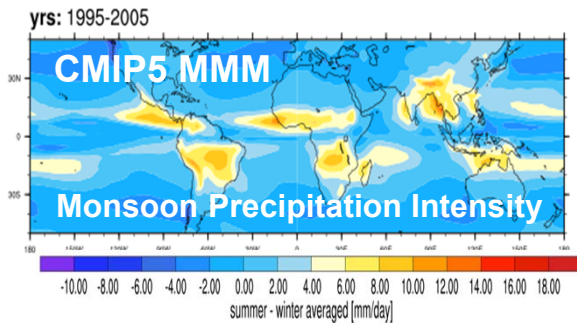 yrs: 1995-2005
CMIP5 MMM
30N
0
30S
Monsoon Precipitation Intensity
180 180
-10.00 -8.00 -6.00 -4.00 -2.00 0.00 2.00 4.00 6.00 8.00 10.00 12.00 14.00 16.00 18.00
summer - winter averaged [mm/day]